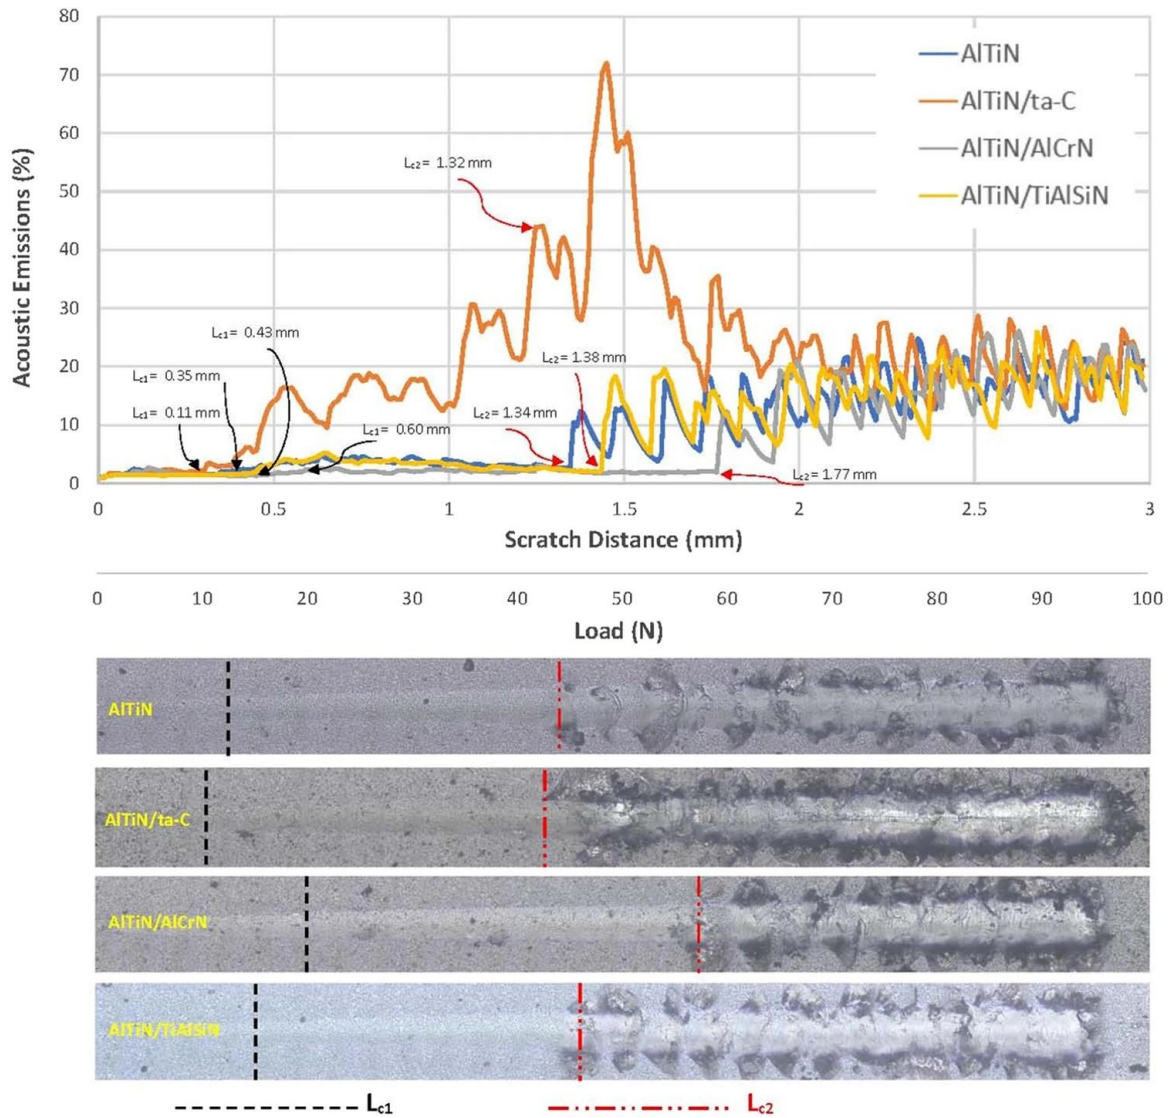 80
70
60
50
40
30
20
10
0
Acoustic Emissions (%)
AlTiN
AlTiN/ta-C
AlTiN/AlCrN
AlTiN/TiAlSiN
Lc2 = 1.32 mm
Lc1 = 0.43 mm
Lc1 = 0.35 mm
Lc1 = 0.11 mm
Lc1 = 0.60 mm
Lc2 = 1.38 mm
Lc2 = 1.34 mm
Lc2 = 1.77 mm
0 0.5 1 1.5 2 2.5 3
Scratch Distance (mm)
0 10 20 30 40 50 60 70 80 90 100
Load (N)
AlTiN
AlTiN/ta-C
AlTiN/AlCrN
AlTiN/TiAlSiN
Lc1 Lc2